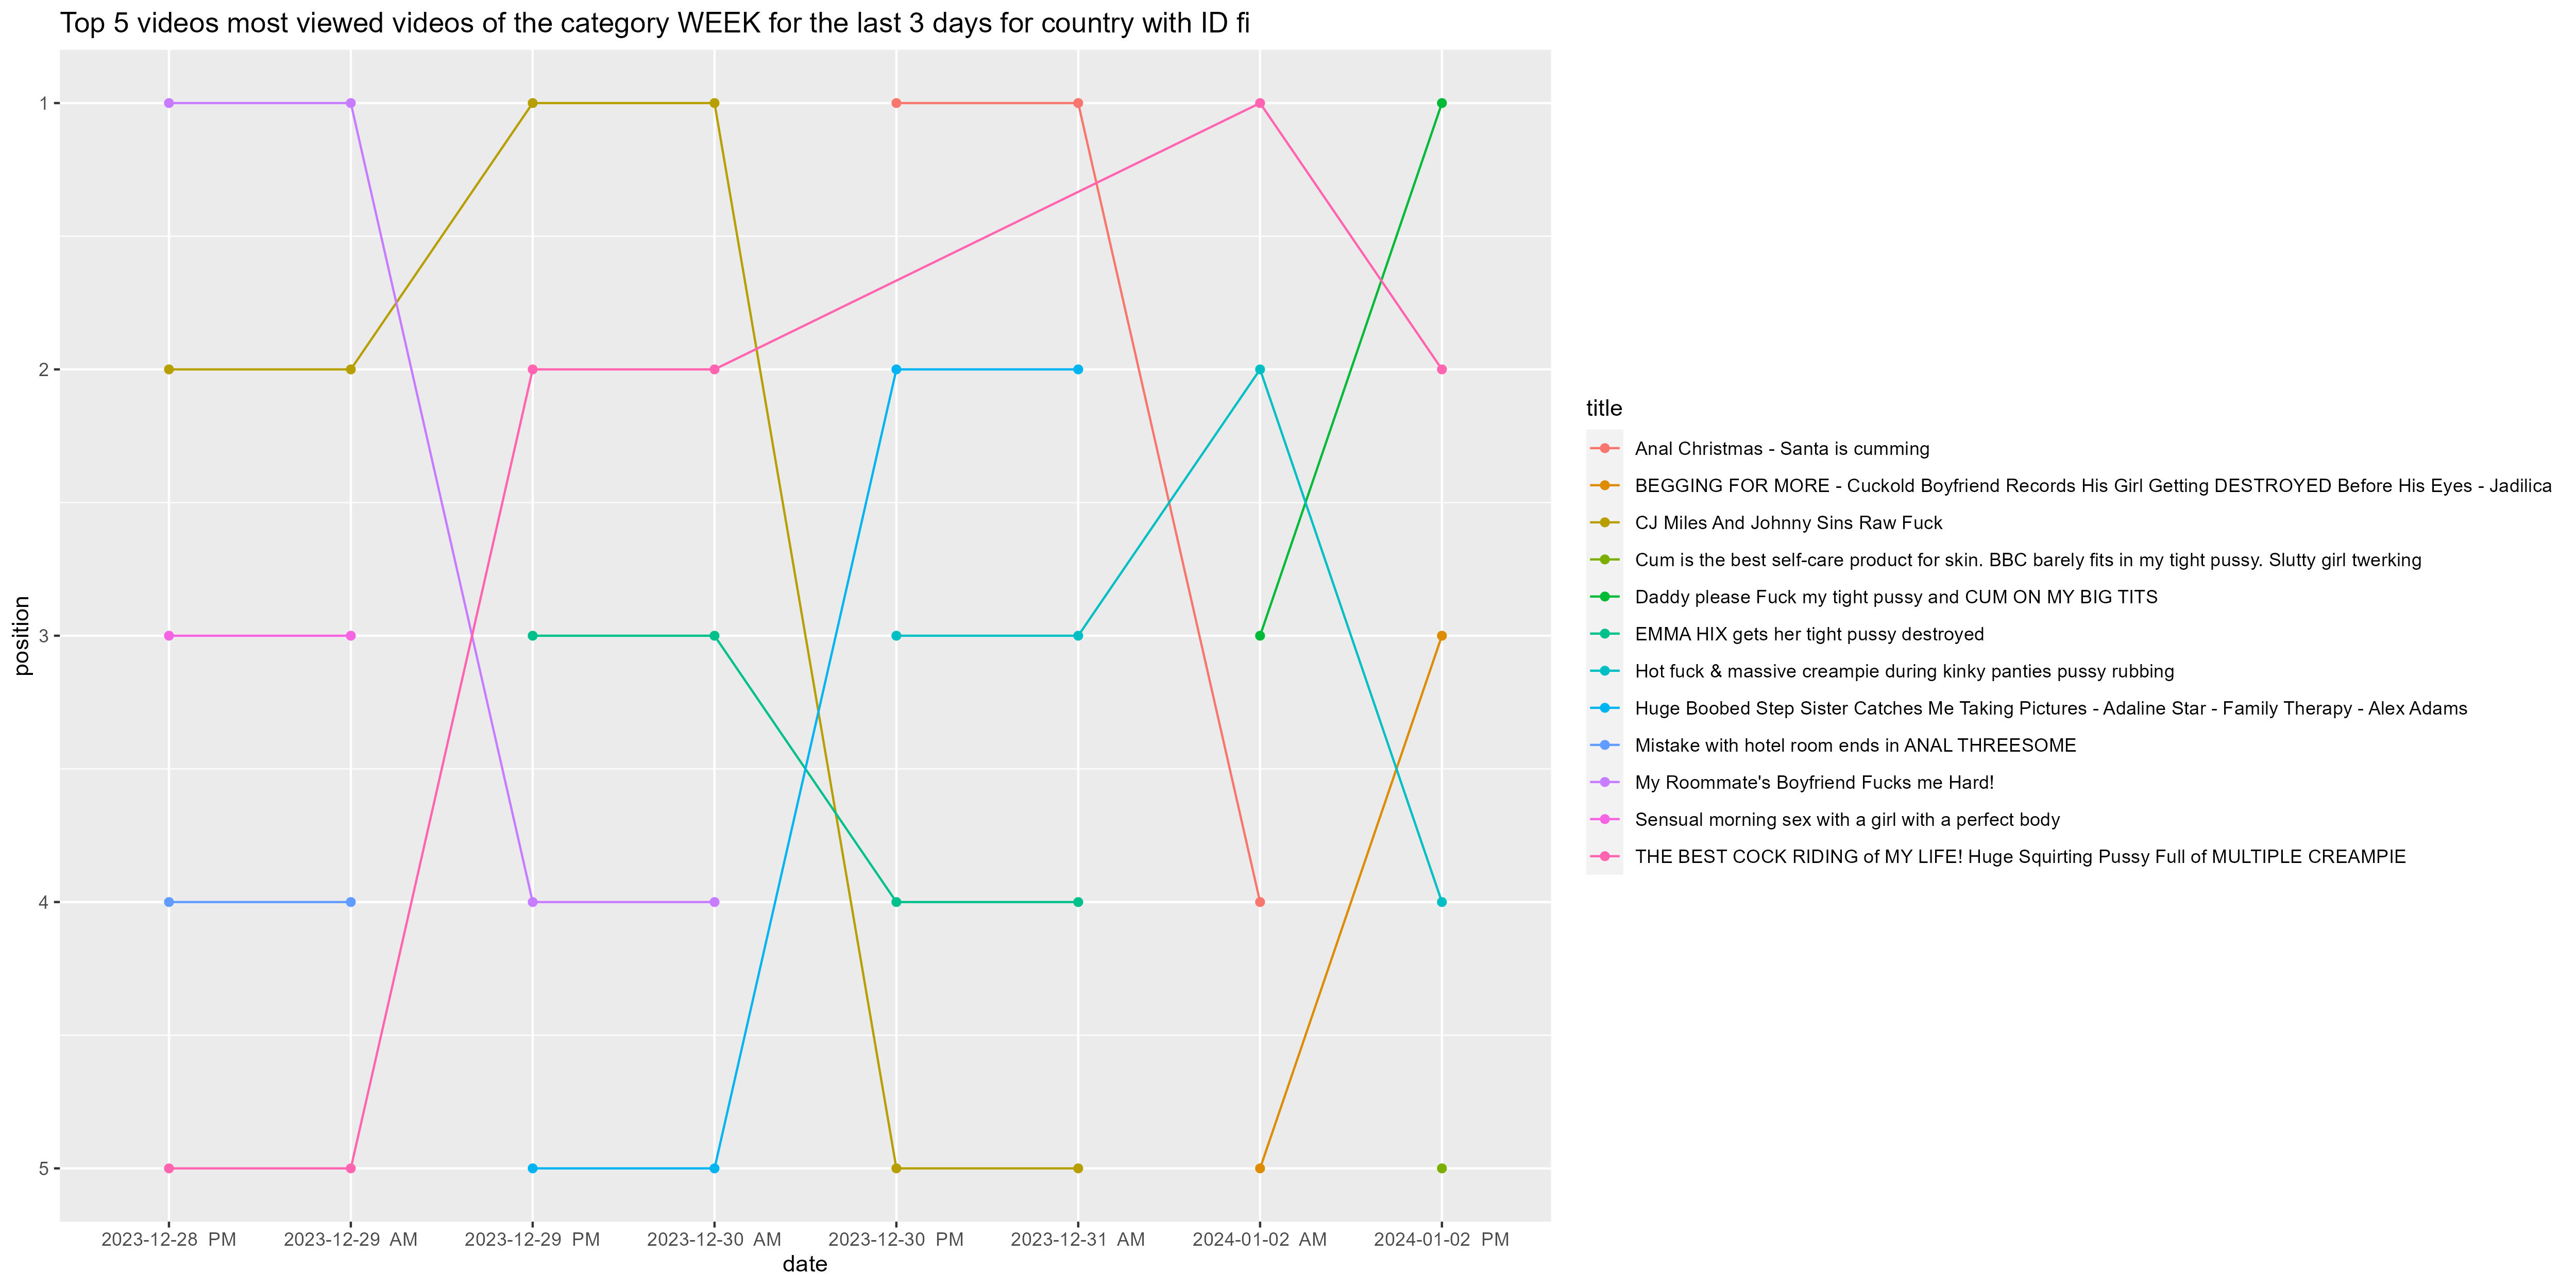 Top 5 videos most viewed videos of the category WEEK for the last 3 days for country with ID fi
position
1
2
3
4
5
2023-12-28 PM
2023-12-29 AM
2023-12-29 PM
2023-12-30 AM
2023-12-30 PM
2023-12-31 AM
2024-01-02 AM
2024-01-02 PM
date
title
Anal Christmas - Santa is cumming
BEGGING FOR MORE - Cuckold Boyfriend Records His Girl Getting DESTROYED Before His Eyes - Jadilica
CJ Miles And Johnny Sins Raw Fuck
Cum is the best self-care product for skin. BBC barely fits in my tight pussy. Slutty girl twerking
Daddy please Fuck my tight pussy and CUM ON MY BIG TITS
EMMA HIX gets her tight pussy destroyed
Hot fuck & massive creampie during kinky panties pussy rubbing
Huge Boobed Step Sister Catches Me Taking Pictures - Adaline Star - Family Therapy - Alex Adams
Mistake with hotel room ends in ANAL THREESOME
My Roommate's Boyfriend Fucks me Hard!
Sensual morning sex with a girl with a perfect body
THE BEST COCK RIDING of MY LIFE! Huge Squirting Pussy Full of MULTIPLE CREAMPIE